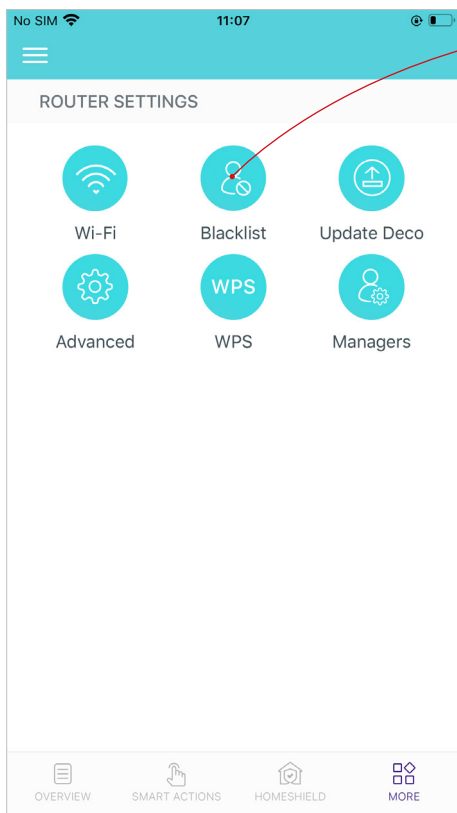 No SIM 11:07
ROUTER SETTINGS
Wi-Fi Blacklist Update Deco
WPS
Advanced WPS Managers
OVERVIEW SMART ACTIONS HOMESHIELD MORE